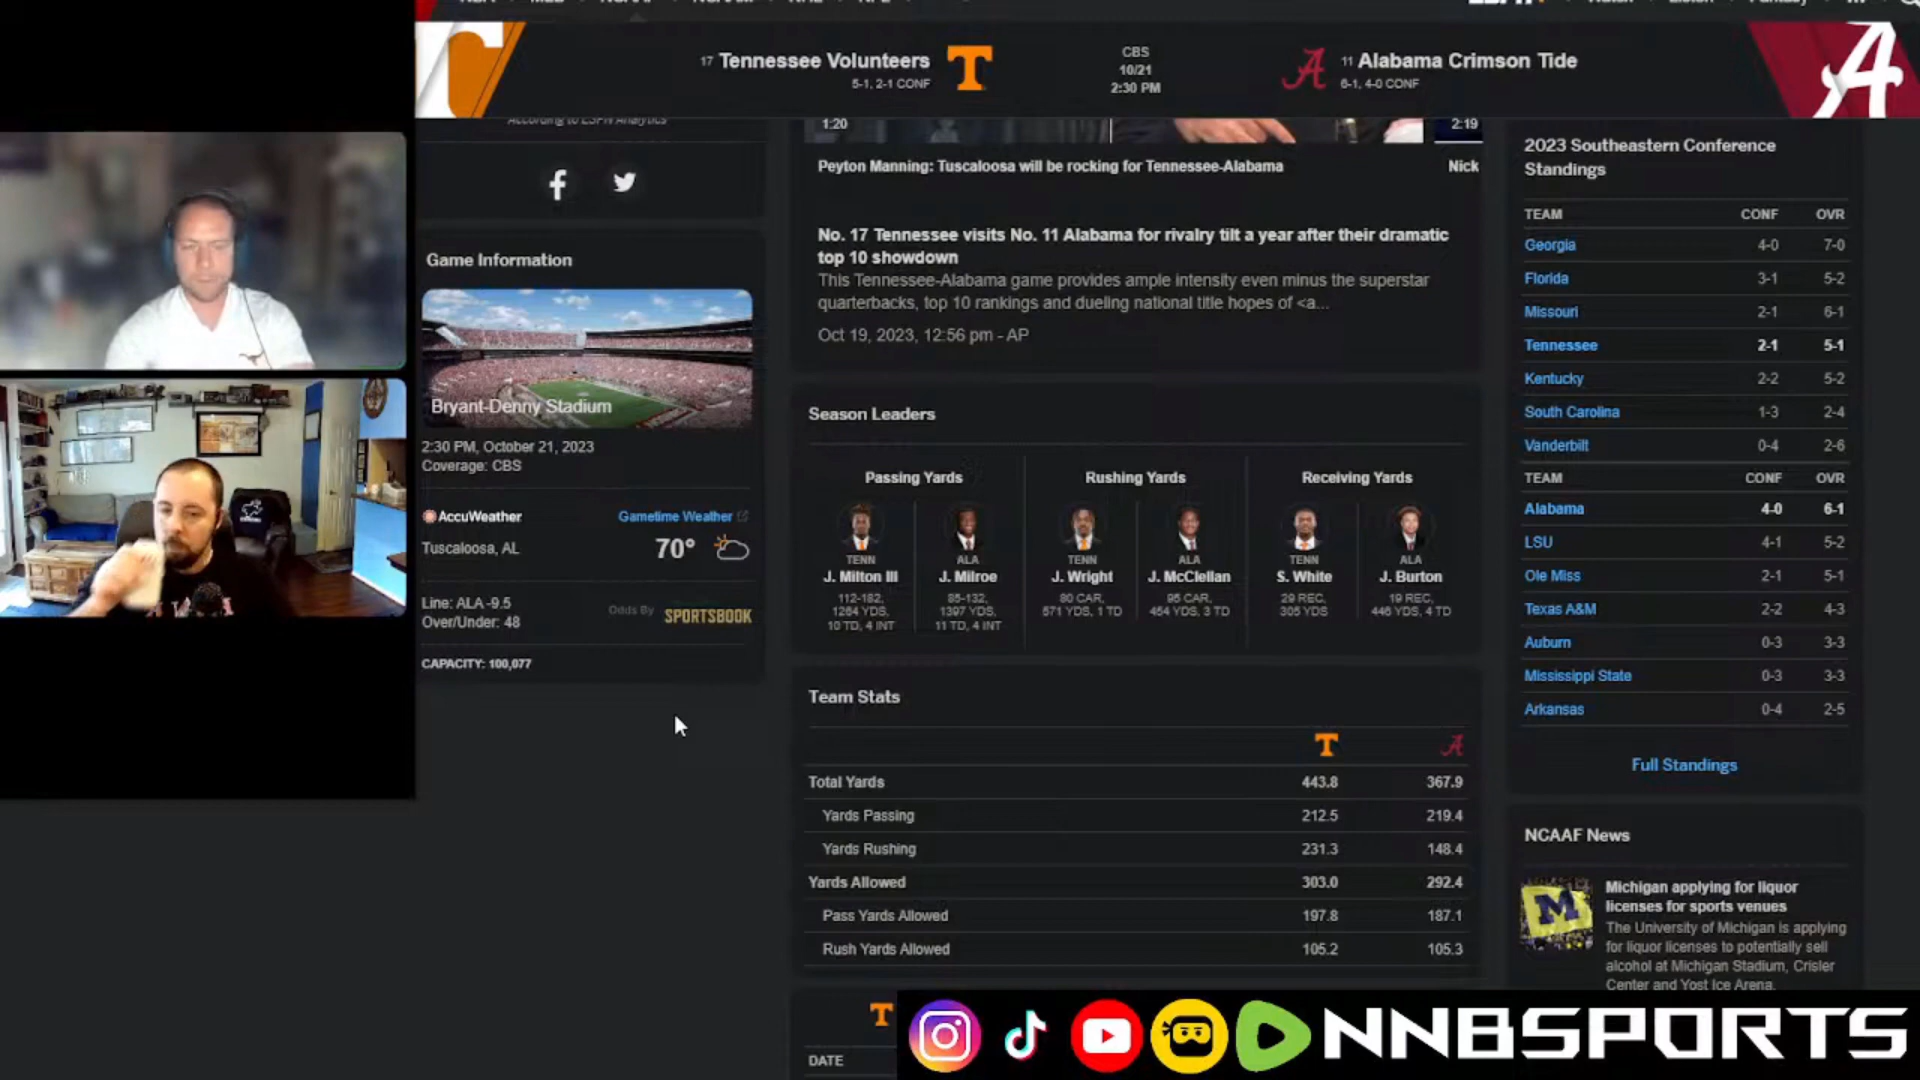 17 Tennessee Volunteers
5-1, 2-1 CONF
CBS
10/21
2:30 PM
11 Alabama Crimson Tide
6-1, 4-0 CONF
According to ESPN Analytics
Game Information
Bryant-Denny Stadium
2:30 PM, October 21, 2023
Coverage: CBS
AccuWeather
Gametime Weather
Tuscaloosa, AL
70°
Line: ALA -9.5
Over/Under: 48
Odds By SPORTSBOOK
CAPACITY: 100,077
1:20
2:19
Peyton Manning: Tuscaloosa will be rocking for Tennessee-Alabama
Nick
No. 17 Tennessee visits No. 11 Alabama for rivalry tilt a year after their dramatic
top 10 showdown
This Tennessee-Alabama game provides ample intensity even minus the superstar
quarterbacks, top 10 rankings and dueling national title hopes of <a...
Oct 19, 2023, 12:56 pm - AP
Season Leaders
Passing Yards
Rushing Yards
Receiving Yards
TENN
J. Milton III
112-182,
1264 YDS,
10 TD, 4 INT
ALA
J. Milroe
85-132,
1397 YDS,
11 TD, 4 INT
TENN
J. Wright
80 CAR,
571 YDS, 1 TD
ALA
J. McClellan
95 CAR,
454 YDS, 3 TD
TENN
S. White
29 REC,
305 YDS
ALA
J. Burton
19 REC,
446 YDS, 4 TD
Team Stats
T A
Total Yards 443.8 367.9
Yards Passing 212.5 219.4
Yards Rushing 231.3 148.4
Yards Allowed 303.0 292.4
Pass Yards Allowed 197.8 187.1
Rush Yards Allowed 105.2 105.3
T
DATE
2023 Southeastern Conference
Standings
TEAM CONF OVR
Georgia 4-0 7-0
Florida 3-1 5-2
Missouri 2-1 6-1
Tennessee 2-1 5-1
Kentucky 2-2 5-2
South Carolina 1-3 2-4
Vanderbilt 0-4 2-6
TEAM CONF OVR
Alabama 4-0 6-1
LSU 4-1 5-2
Ole Miss 2-1 5-1
Texas A&M 2-2 4-3
Auburn 0-3 3-3
Mississippi State 0-3 3-3
Arkansas 0-4 2-5
Full Standings
NCAAF News
Michigan applying for liquor
licenses for sports venues
The University of Michigan is applying
for liquor licenses to potentially sell
alcohol at Michigan Stadium, Crisler
Center and Yost Ice Arena.
NNBSPORTS